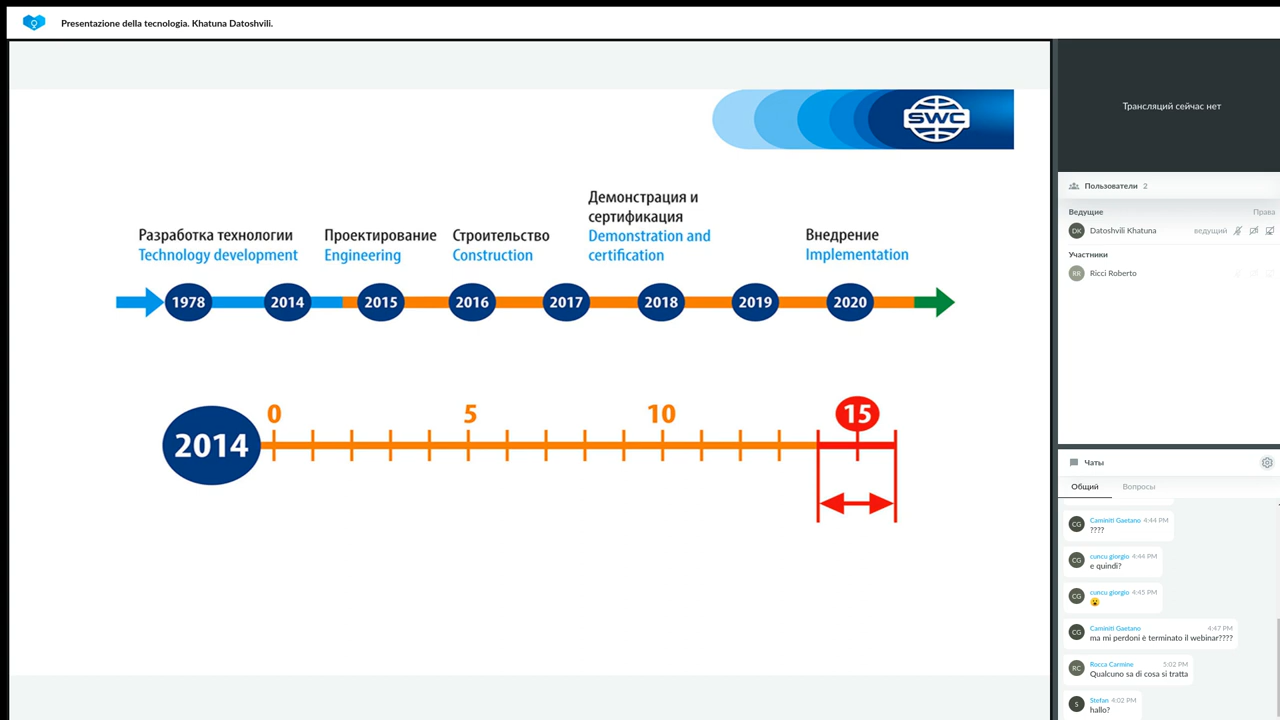 Presentazione della tecnologia. Khatuna Datoshvili.
SWC
Разработка технологии
Technology development
Проектирование
Engineering
Строительство
Construction
Демонстрация и
сертификация
Demonstration and
certification
Внедрение
Implementation
1978
2014
2015
2016
2017
2018
2019
2020
2014
0
5
10
15
Трансляций сейчас нет
Пользователи 2
Ведущие Права
DK Datoshvili Khatuna ведущий
Участники
RR Ricci Roberto
Чаты
Общий Вопросы
CG Caminiti Gaetano 4:44 PM
????
CG cuncu giorgio 4:44 PM
e quindi?
CG cuncu giorgio 4:45 PM
😮
CG Caminiti Gaetano 4:47 PM
ma mi perdoni è terminato il webinar????
RC Rocca Carmine 5:02 PM
Qualcuno sa di cosa si tratta
S Stefan 4:02 PM
hallo?